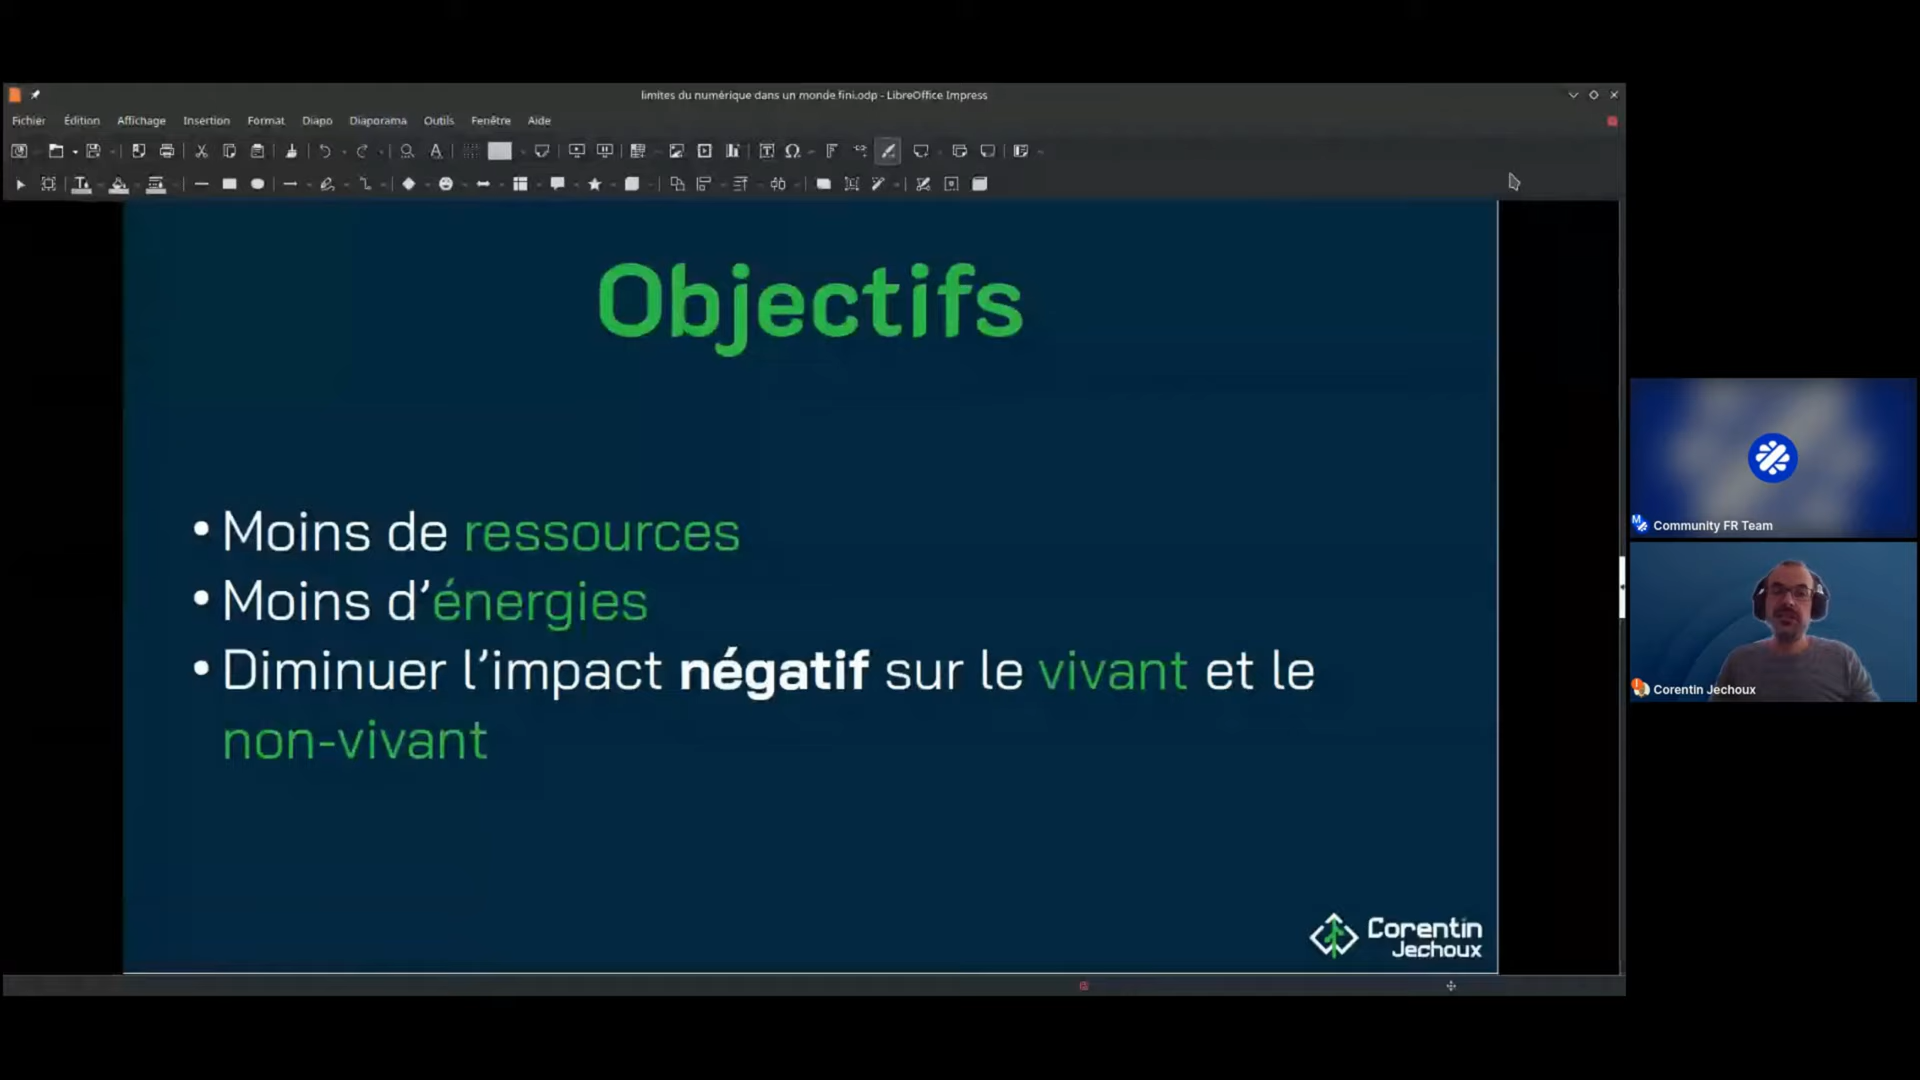 limites du numérique dans un monde fini.odp - LibreOffice Impress
Fichier Édition Affichage Insertion Format Diapo Diaporama Outils Fenêtre Aide
Objectifs
• Moins de ressources
• Moins d’énergies
• Diminuer l’impact négatif sur le vivant et le
non-vivant
Corentin
Jechoux
Community FR Team
Corentin Jechoux